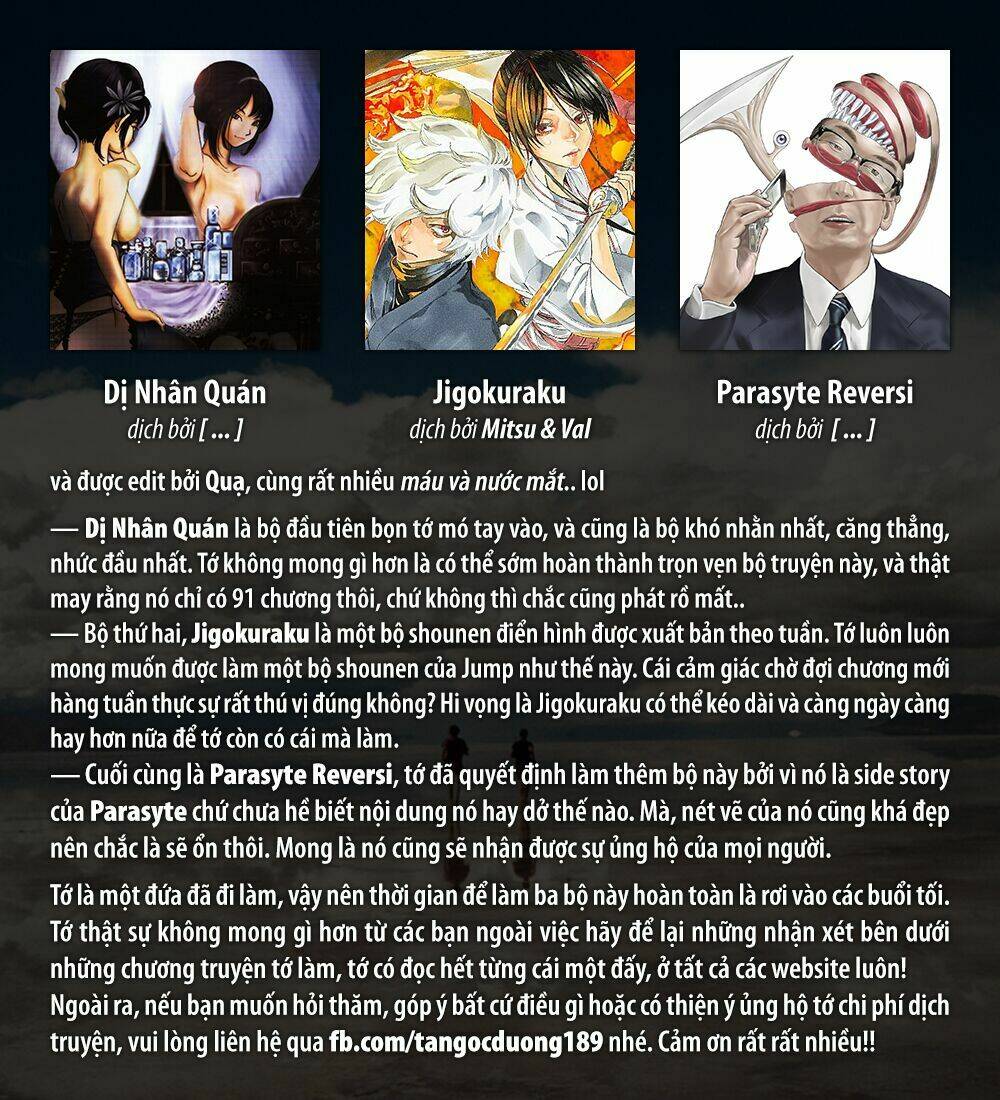 Dị Nhân Quán
dịch bởi [ ... ]
Jigokuraku
dịch bởi Mitsu & Val
Parasyte Reversi
dịch bởi [ ... ]
và được edit bởi Quạ, cùng rất nhiều máu và nước mắt.. lol
— Dị Nhân Quán là bộ đầu tiên bọn tớ mó tay vào, và cũng là bộ khó nhằn nhất, căng thẳng,
nhức đầu nhất. Tớ không mong gì hơn là có thể sớm hoàn thành trọn vẹn bộ truyện này, và thật
may rằng nó chỉ có 91 chương thôi, chứ không thì chắc cũng phát rồ mất..
— Bộ thứ hai, Jigokuraku là một bộ shounen điển hình được xuất bản theo tuần. Tớ luôn luôn
mong muốn được làm một bộ shounen của Jump như thế này. Cái cảm giác chờ đợi chương mới
hàng tuần thực sự rất thú vị đúng không? Hi vọng là Jigokuraku có thể kéo dài và càng ngày càng
hay hơn nữa để tớ còn có cái mà làm.
— Cuối cùng là Parasyte Reversi, tớ đã quyết định làm thêm bộ này bởi vì nó là side story
của Parasyte chứ chưa hề biết nội dung nó hay dở thế nào. Mà, nét vẽ của nó cũng khá đẹp
nên chắc là sẽ ổn thôi. Mong là nó cũng sẽ nhận được sự ủng hộ của mọi người.
Tớ là một đứa đã đi làm, vậy nên thời gian để làm ba bộ này hoàn toàn là rơi vào các buổi tối.
Tớ thật sự không mong gì hơn từ các bạn ngoài việc hãy để lại những nhận xét bên dưới
những chương truyện tớ làm, tớ có đọc hết từng cái một đấy, ở tất cả các website luôn!
Ngoài ra, nếu bạn muốn hỏi thăm, góp ý bất cứ điều gì hoặc có thiện ý ủng hộ tớ chi phí dịch
truyện, vui lòng liên hệ qua fb.com/tangocduong189 nhé. Cảm ơn rất rất nhiều!!